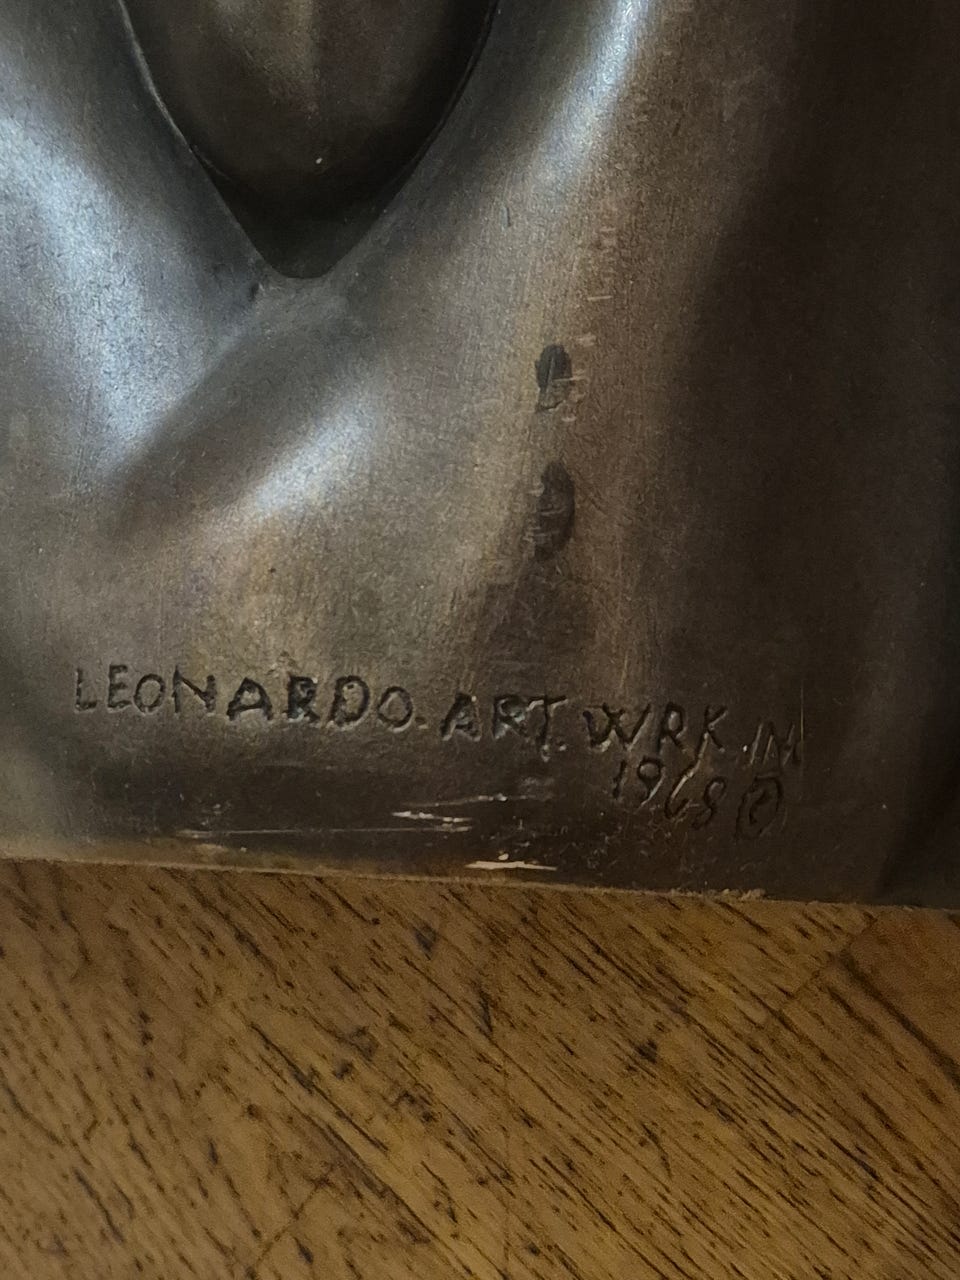 LEONARDO. ART. WRK. IN
1968 ©